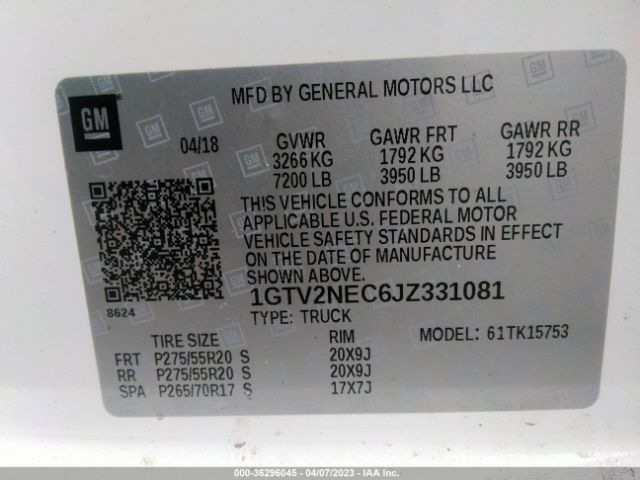 GM
MFD BY GENERAL MOTORS LLC
04/18
GVWR GAWR FRT GAWR RR
3266 KG 1792 KG 1792 KG
7200 LB 3950 LB 3950 LB
THIS VEHICLE CONFORMS TO ALL
APPLICABLE U.S. FEDERAL MOTOR
VEHICLE SAFETY STANDARDS IN EFFECT
ON THE DATE OF MANUFACTURE
SHOWN ABOVE.
8624
1GTV2NEC6JZ331081
TYPE: TRUCK
MODEL: 61TK15753
TIRE SIZE RIM
FRT P275/55R20 S 20X9J
RR P275/55R20 S 20X9J
SPA P265/70R17 S 17X7J
000-36296045 - 04/07/2023 - IAA Inc.